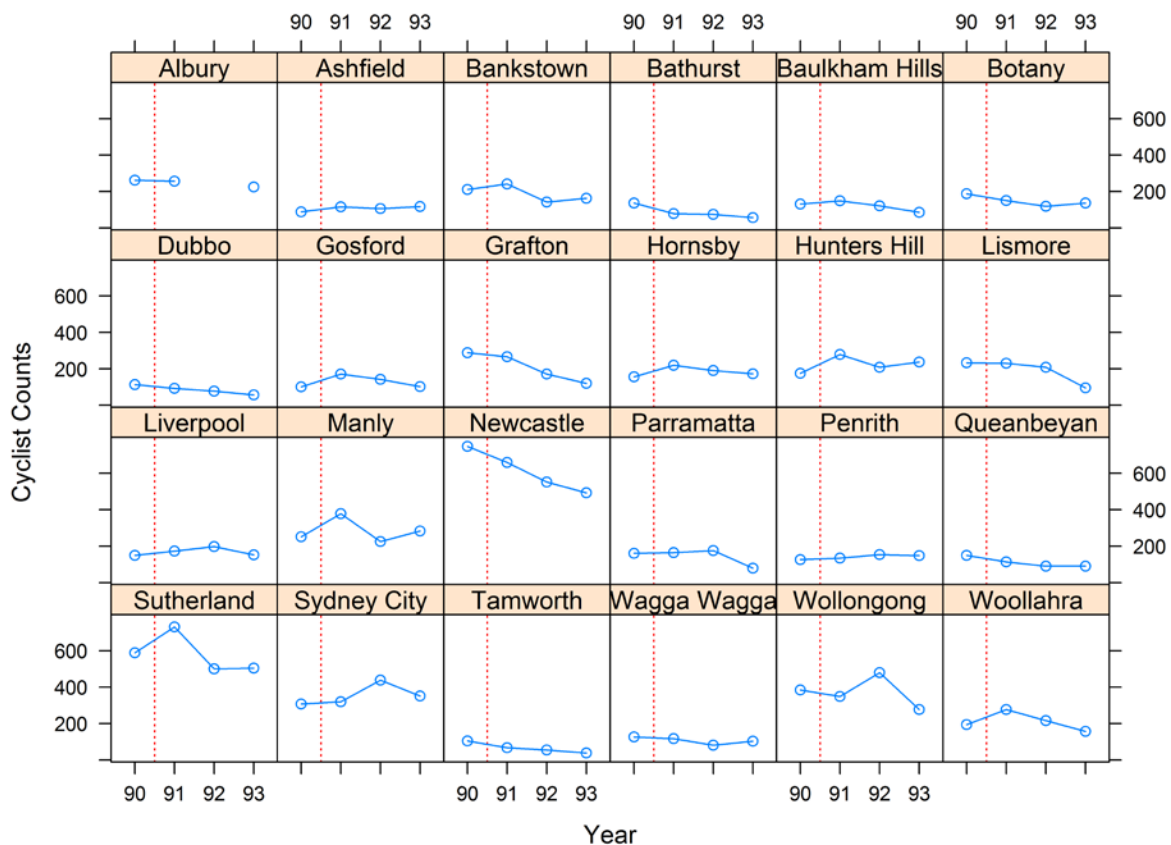 90 91 92 93 90 91 92 93 90 91 92 93
Albury Ashfield Bankstown Bathurst Baulkham Hills Botany
600
400
200
Dubbo Gosford Grafton Hornsby Hunters Hill Lismore
600
400
200
Liverpool Manly Newcastle Parramatta Penrith Queanbeyan
600
400
200
Sutherland Sydney City Tamworth Wagga Wagga Wollongong Woollahra
600
400
200
90 91 92 93 90 91 92 93 90 91 92 93
Cyclist Counts
Year